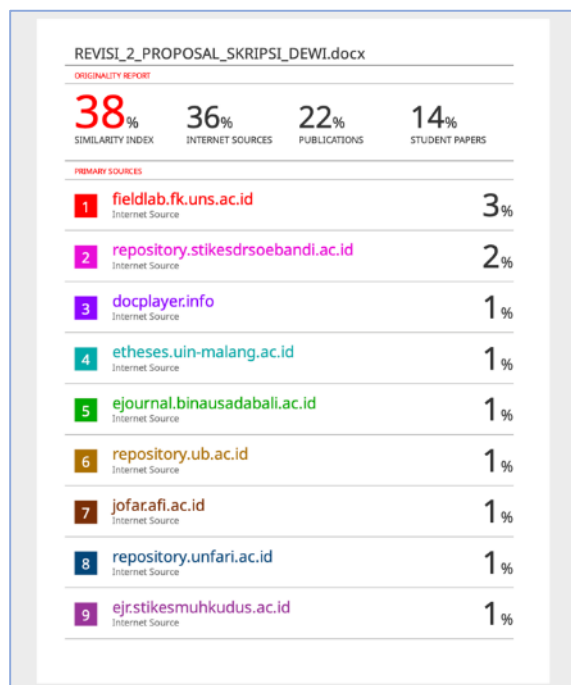 REVISI_2_PROPOSAL_SKRIPSI_DEWI.docx
ORIGINALITY REPORT
38% 36% 22% 14%
SIMILARITY INDEX INTERNET SOURCES PUBLICATIONS STUDENT PAPERS
PRIMARY SOURCES
1 fieldlab.fk.uns.ac.id 3%
Internet Source
2 repository.stikesdrsoebandi.ac.id 2%
Internet Source
3 docplayer.info 1%
Internet Source
4 etheses.uin-malang.ac.id 1%
Internet Source
5 ejournal.binausadabali.ac.id 1%
Internet Source
6 repository.ub.ac.id 1%
Internet Source
7 jofar.afi.ac.id 1%
Internet Source
8 repository.unfari.ac.id 1%
Internet Source
9 ejr.stikesmuhkudus.ac.id 1%
Internet Source